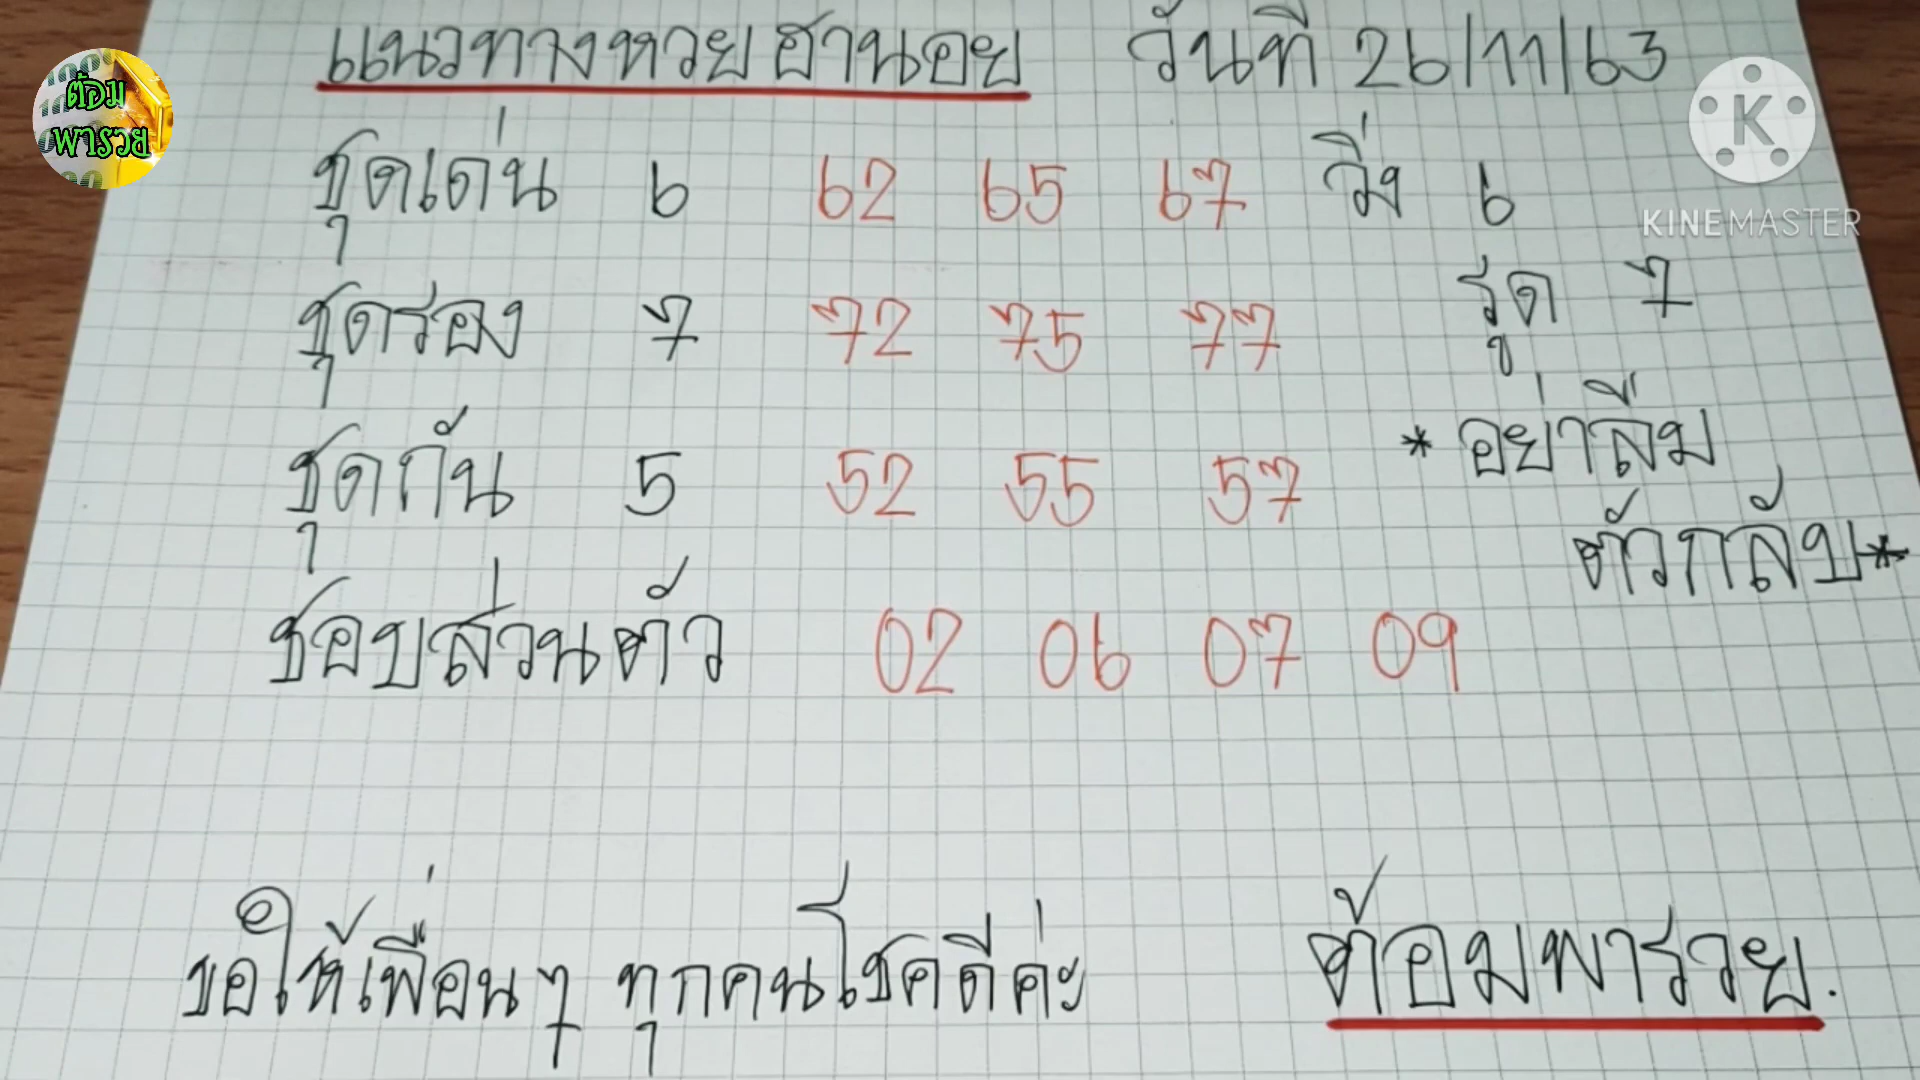 แนวทางหวยฮานอย วันที่ 26/11/63
ต้อม
พารวย
ชุดเด่น 6 62 65 67 วิ่ง 6
KINEMASTER
ชุดรอง 7 72 75 77 รูด 7
ชุดกัน 5 52 55 57 *อย่าลืม
ตัวกลับ*
ชอบส่วนตัว 02 06 07 09
ขอให้เพื่อนๆ ทุกคนโชคดีค่ะ ต้อมพารวย.